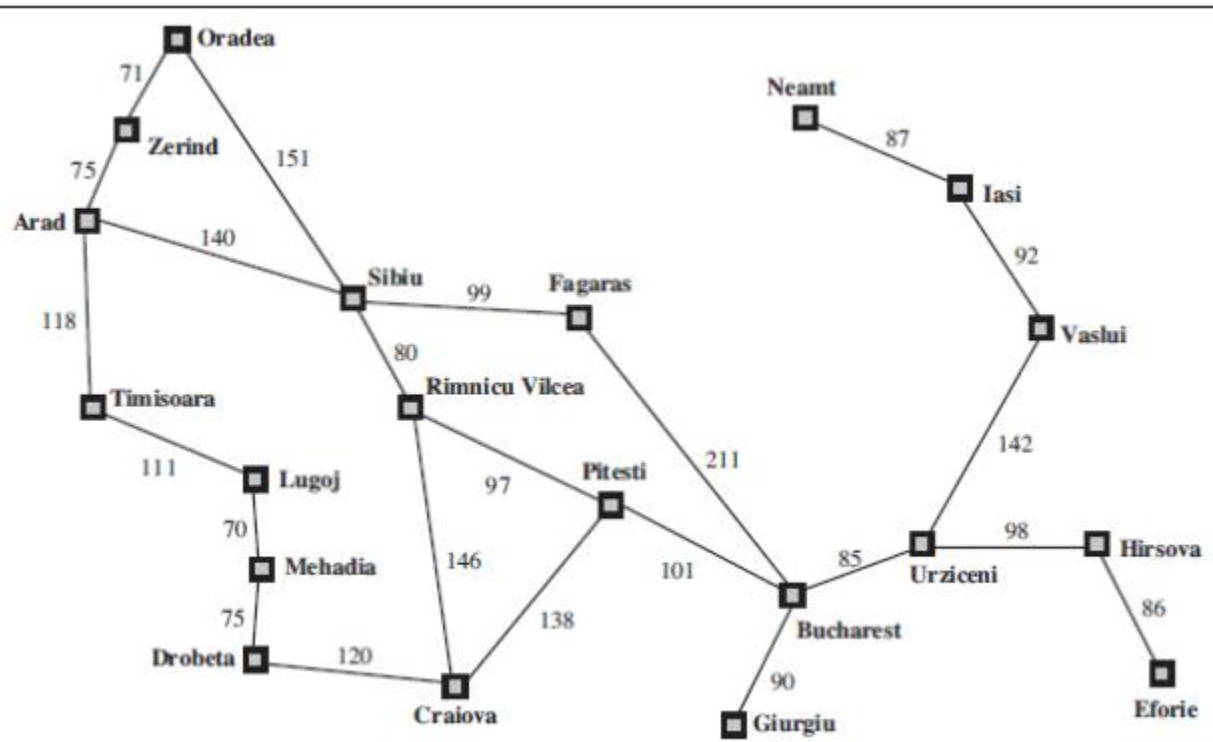 Oradea
71
Neamt
Zerind
87
75
151
Iasi
Arad
140
92
Sibiu
99
Fagaras
118
Vaslui
80
Rimnicu Vilcea
Timisoara
142
111
211
Lugoj
97
Pitesti
70
98
Hirsova
146
Mehadia
101
85
Urziceni
86
75
138
Bucharest
Drobeta
120
90
Eforie
Craiova
Giurgiu